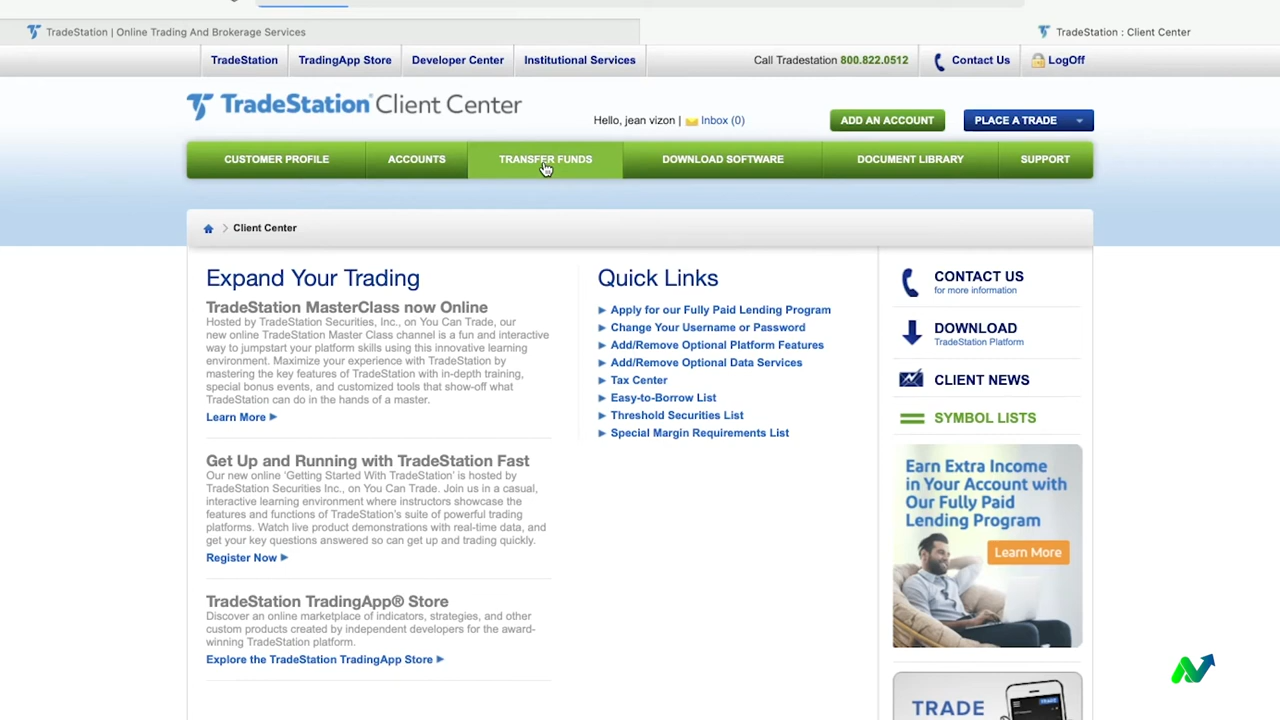 TradeStation | Online Trading And Brokerage Services
TradeStation : Client Center
TradeStation
TradingApp Store
Developer Center
Institutional Services
Call Tradestation 800.822.0512
Contact Us
LogOff
TradeStation Client Center
Hello, jean vizon | Inbox (0)
ADD AN ACCOUNT
PLACE A TRADE
CUSTOMER PROFILE
ACCOUNTS
TRANSFER FUNDS
DOWNLOAD SOFTWARE
DOCUMENT LIBRARY
SUPPORT
Client Center
Expand Your Trading
TradeStation MasterClass now Online
Hosted by TradeStation Securities, Inc., on You Can Trade, our
new online TradeStation Master Class channel is a fun and interactive
way to jumpstart your platform skills using this innovative learning
environment. Maximize your experience with TradeStation by
mastering the key features of TradeStation with in-depth training,
special bonus events, and customized tools that show-off what
TradeStation can do in the hands of a master.
Learn More
Get Up and Running with TradeStation Fast
Our new online 'Getting Started With TradeStation' is hosted by
TradeStation Securities Inc., on You Can Trade. Join us in a casual,
interactive learning environment where instructors showcase the
features and functions of TradeStation's suite of powerful trading
platforms. Watch live product demonstrations with real-time data, and
get your key questions answered so can get up and trading quickly.
Register Now
TradeStation TradingApp® Store
Discover an online marketplace of indicators, strategies, and other
custom products created by independent developers for the award-
winning TradeStation platform.
Explore the TradeStation TradingApp Store
Quick Links
Apply for our Fully Paid Lending Program
Change Your Username or Password
Add/Remove Optional Platform Features
Add/Remove Optional Data Services
Tax Center
Easy-to-Borrow List
Threshold Securities List
Special Margin Requirements List
CONTACT US
for more information
DOWNLOAD
TradeStation Platform
CLIENT NEWS
SYMBOL LISTS
Earn Extra Income
in Your Account with
Our Fully Paid
Lending Program
Learn More
TRADE